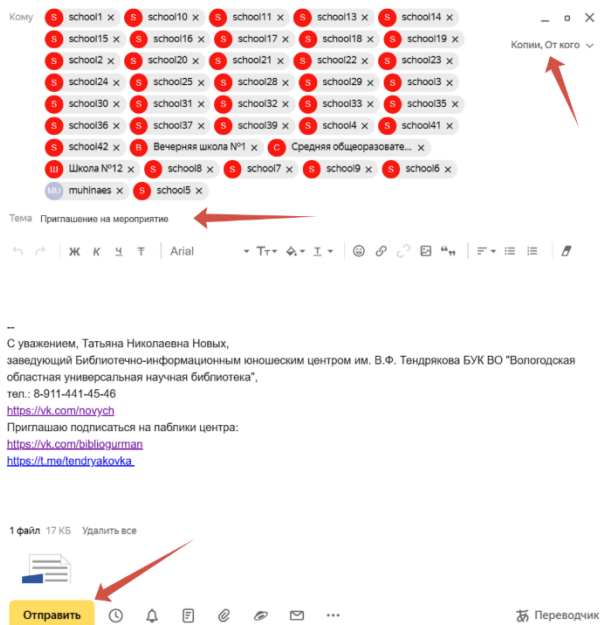 Кому S school1 × S school10 × S school11 × S school13 × S school14 ×
S school15 × S school16 × S school17 × S school18 × S school19 ×
Копии, От кого
S school2 × S school20 × S school21 × S school22 × S school23 ×
S school24 × S school25 × S school28 × S school29 × S school3 ×
S school30 × S school31 × S school32 × S school33 × S school35 ×
S school36 × S school37 × S school39 × S school4 × S school41 ×
S school42 × В Вечерняя школа №1 × С Средняя общеоразовате... ×
Ш Школа №12 × S school8 × S school7 × S school9 × S school6 ×
MU muhinaes × S school5 ×
Тема Приглашение на мероприятие
Ж К Ч Т Arial Тт Т
--
С уважением, Татьяна Николаевна Новых,
заведующий Библиотечно-информационным юношеским центром им. В.Ф. Тендрякова БУК ВО "Вологодская
областная универсальная научная библиотека",
тел.: 8-911-441-45-46
https://vk.com/novych
Приглашаю подписаться на паблики центра:
https://vk.com/bibliogurman
https://t.me/tendryakovka_
1 файл 17 КБ Удалить все
Отправить ... あ Переводчик